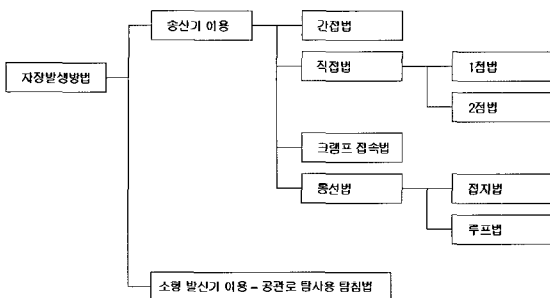 송신기 이용
간접법
직접법
1점법
자장발생방법
2점법
크램프 접속법
통선법
접지법
루프법
소형 발신기 이용 – 공관로 탐사용 탐침법